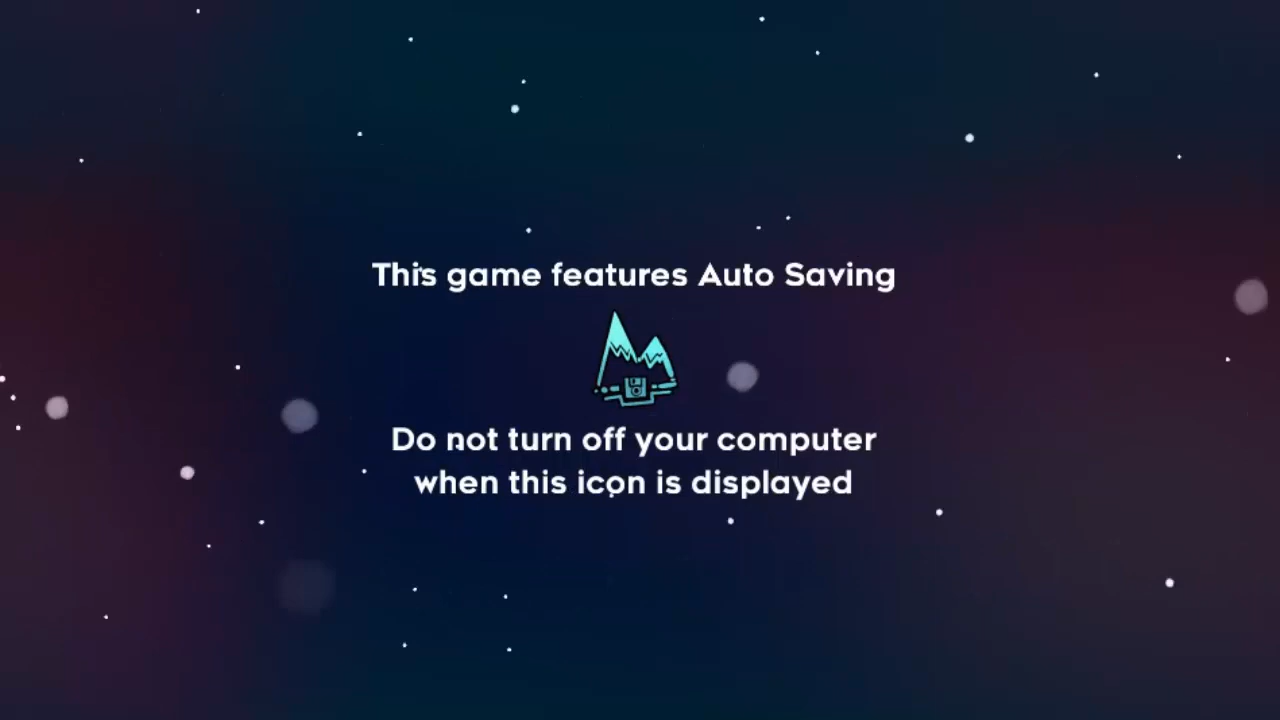 This game features Auto Saving
Do not turn off your computer
when this icon is displayed